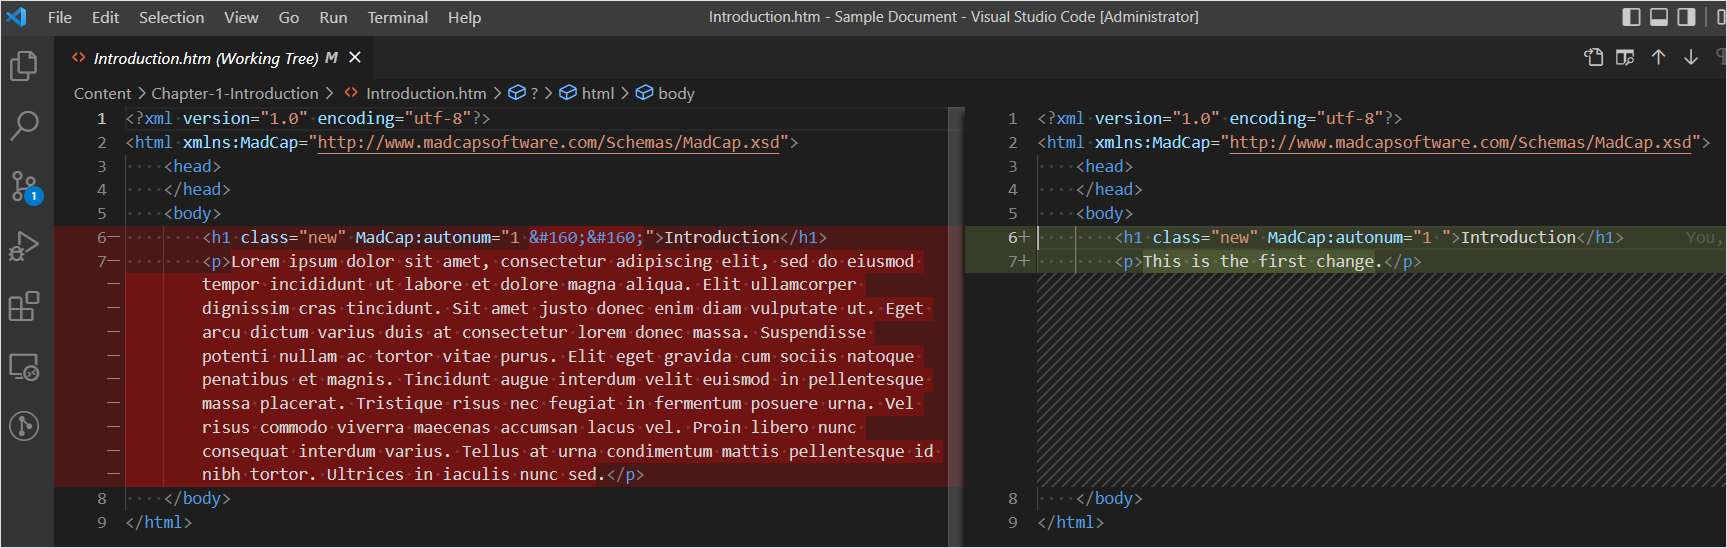 File Edit Selection View Go Run Terminal Help
Introduction.htm - Sample Document - Visual Studio Code [Administrator]
Introduction.htm (Working Tree) M
Content > Chapter-1-Introduction > Introduction.htm > ? > html > body
1
1 <?xml version="1.0" encoding="utf-8"?>
2 <html xmlns:MadCap="http://www.madcapsoftware.com/Schemas/MadCap.xsd">
3 <head>
4 </head>
5 <body>
6− <h1 class="new" MadCap:autonum="1 &#160;&#160;">Introduction</h1>
7− <p>Lorem ipsum dolor sit amet, consectetur adipiscing elit, sed do eiusmod
− tempor incididunt ut labore et dolore magna aliqua. Elit ullamcorper
− dignissim cras tincidunt. Sit amet justo donec enim diam vulputate ut. Eget
− arcu dictum varius duis at consectetur lorem donec massa. Suspendisse
− potenti nullam ac tortor vitae purus. Elit eget gravida cum sociis natoque
− penatibus et magnis. Tincidunt augue interdum velit euismod in pellentesque
− massa placerat. Tristique risus nec feugiat in fermentum posuere urna. Vel
− risus commodo viverra maecenas accumsan lacus vel. Proin libero nunc
− consequat interdum varius. Tellus at urna condimentum mattis pellentesque id
− nibh tortor. Ultrices in iaculis nunc sed.</p>
8 </body>
9 </html>
1 <?xml version="1.0" encoding="utf-8"?>
2 <html xmlns:MadCap="http://www.madcapsoftware.com/Schemas/MadCap.xsd">
3 <head>
4 </head>
5 <body>
6+ <h1 class="new" MadCap:autonum="1 ">Introduction</h1> You,
7+ <p>This is the first change.</p>
8 </body>
9 </html>